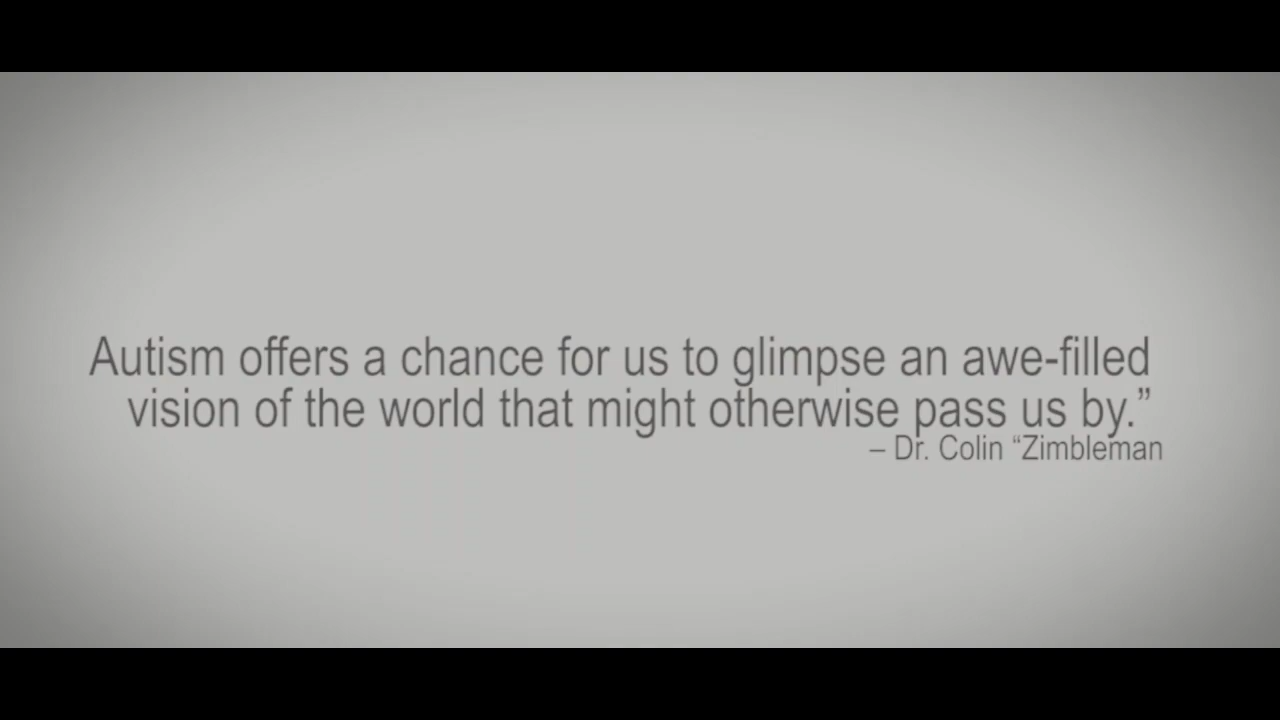 Autism offers a chance for us to glimpse an awe-filled
vision of the world that might otherwise pass us by.”
– Dr. Colin “Zimbleman